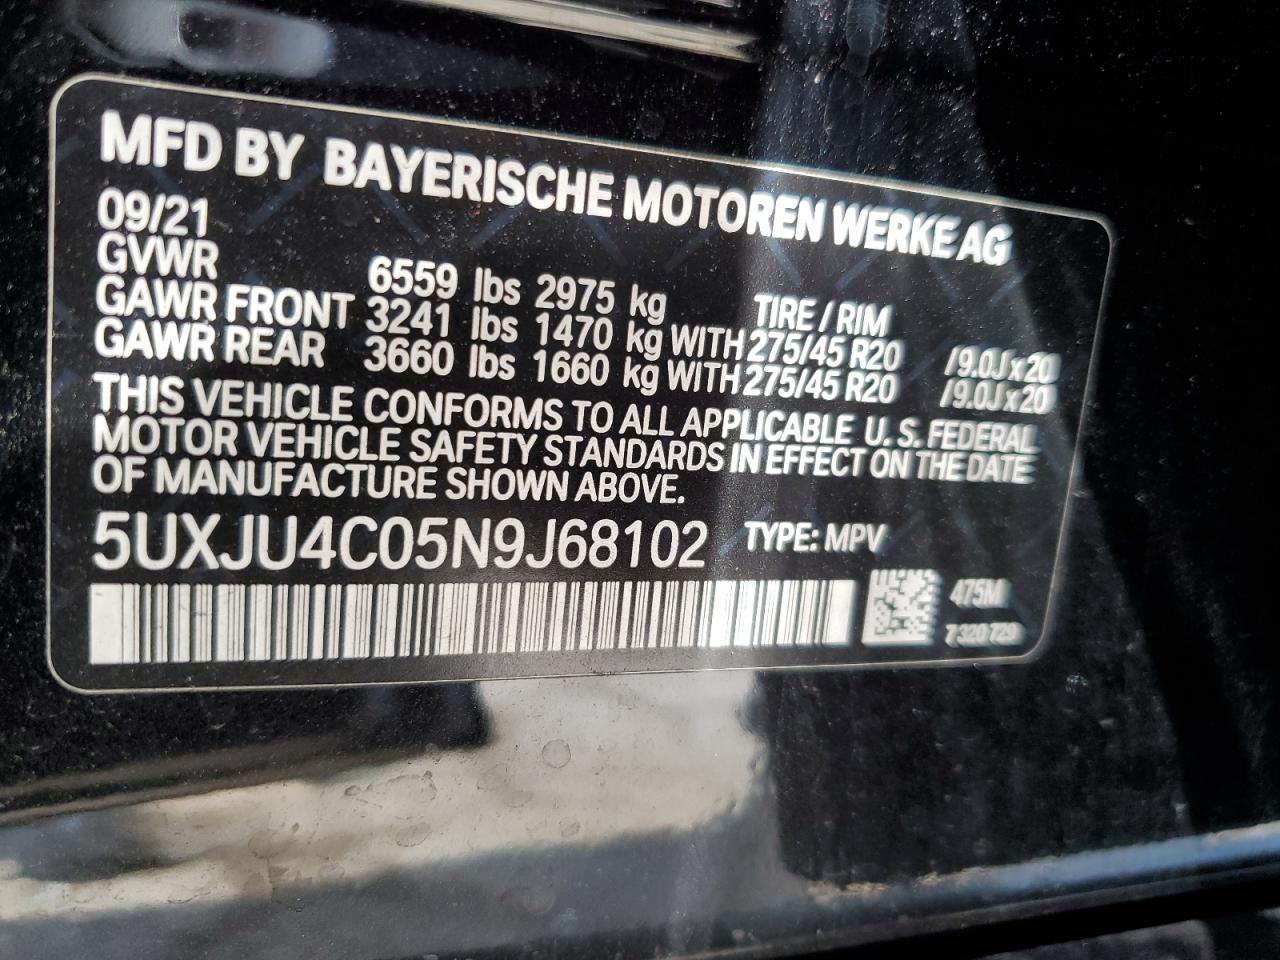 MFD BY BAYERISCHE MOTOREN WERKE AG
09/21
GVWR 6559 lbs 2975 kg TIRE / RIM
GAWR FRONT 3241 lbs 1470 kg WITH 275/45 R20 /9.0J x 20
GAWR REAR 3660 lbs 1660 kg WITH 275/45 R20 /9.0J x 20
THIS VEHICLE CONFORMS TO ALL APPLICABLE U.S. FEDERAL
MOTOR VEHICLE SAFETY STANDARDS IN EFFECT ON THE DATE
OF MANUFACTURE SHOWN ABOVE.
5UXJU4C05N9J68102 TYPE: MPV
475M
7 320 729